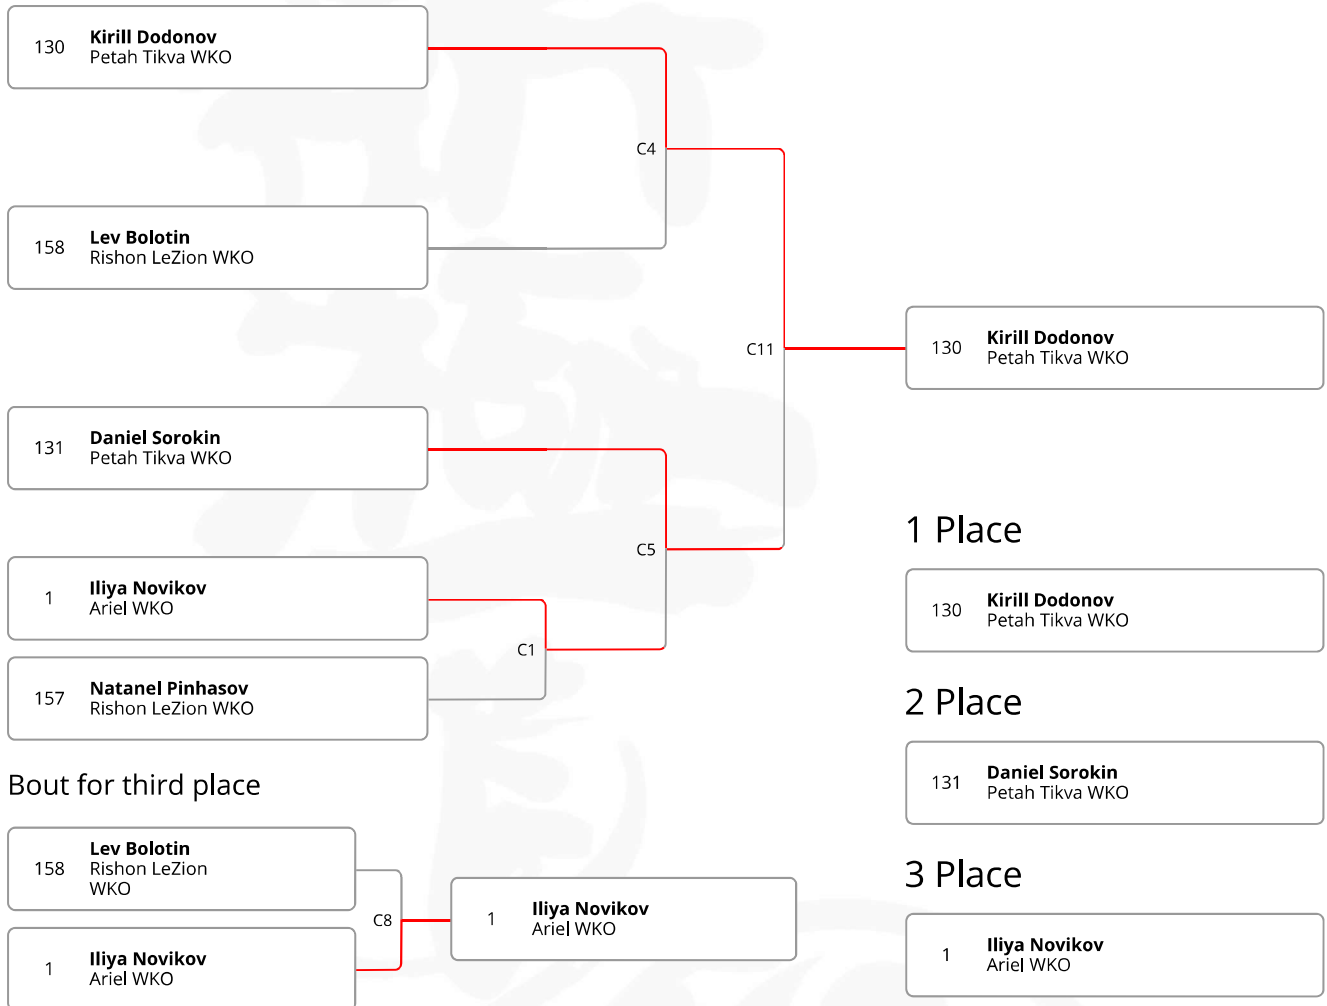 130
Kirill Dodonov
Petah Tikva WKO
C4
158
Lev Bolotin
Rishon LeZion WKO
C11
130
Kirill Dodonov
Petah Tikva WKO
131
Daniel Sorokin
Petah Tikva WKO
C5
1
Iliya Novikov
Ariel WKO
C1
157
Natanel Pinhasov
Rishon LeZion WKO
1 Place
130
Kirill Dodonov
Petah Tikva WKO
2 Place
131
Daniel Sorokin
Petah Tikva WKO
Bout for third place
158
Lev Bolotin
Rishon LeZion
WKO
C8
1
Iliya Novikov
Ariel WKO
1
Iliya Novikov
Ariel WKO
3 Place
1
Iliya Novikov
Ariel WKO